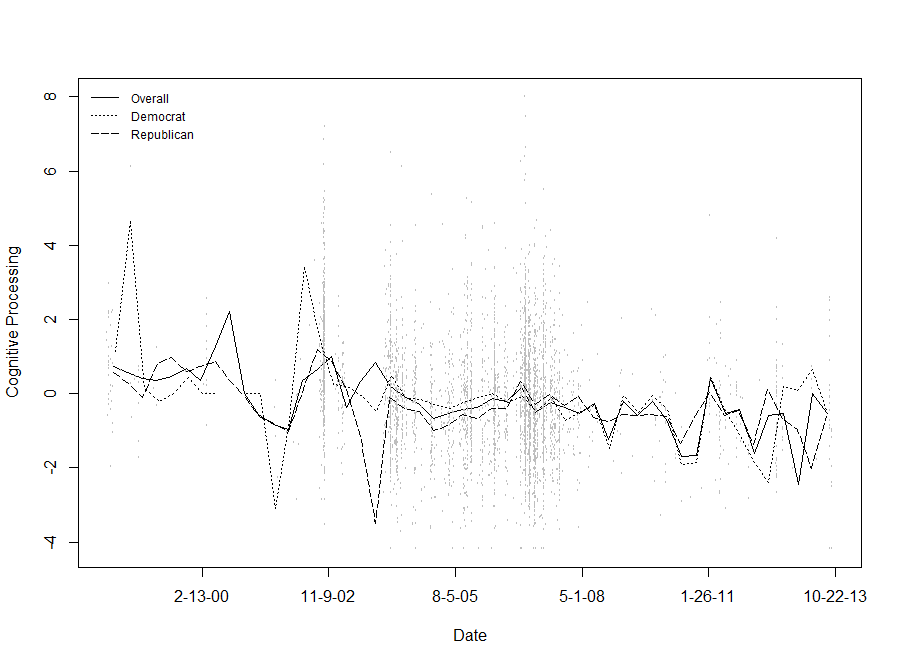 Overall
Democrat
Republican
8
6
4
2
0
-2
-4
Cognitive Processing
2-13-00
11-9-02
8-5-05
5-1-08
1-26-11
10-22-13
Date